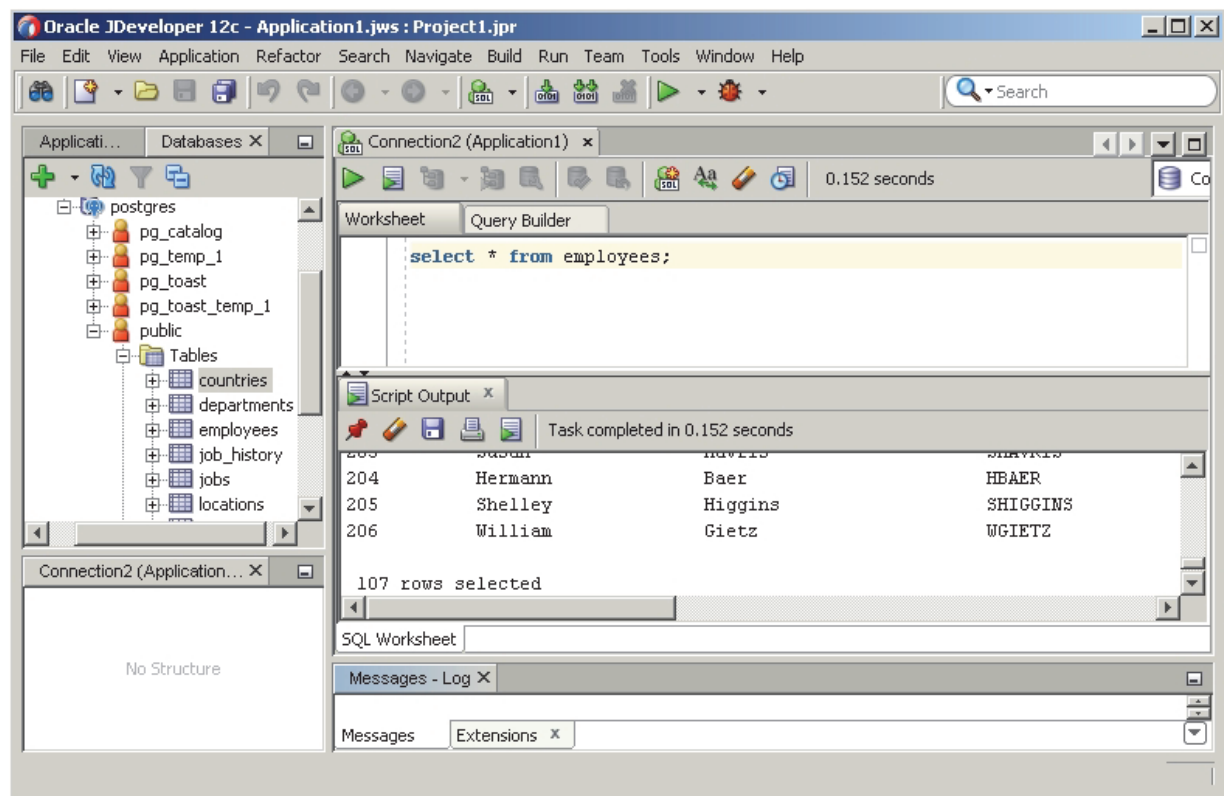 Oracle JDeveloper 12c - Application1.jws : Project1.jpr
File Edit View Application Refactor Search Navigate Build Run Team Tools Window Help
Search
Applicati... Databases
Connection2 (Application1)
0.152 seconds
Co
postgres
pg_catalog
pg_temp_1
pg_toast
pg_toast_temp_1
public
Tables
countries
departments
employees
job_history
jobs
locations
Worksheet Query Builder
select * from employees;
Script Output
Task completed in 0.152 seconds
204 Hermann Baer HBAER
205 Shelley Higgins SHIGGINS
206 William Gietz WGIETZ
107 rows selected
SQL Worksheet
Connection2 (Application...
No Structure
Messages - Log
Messages Extensions